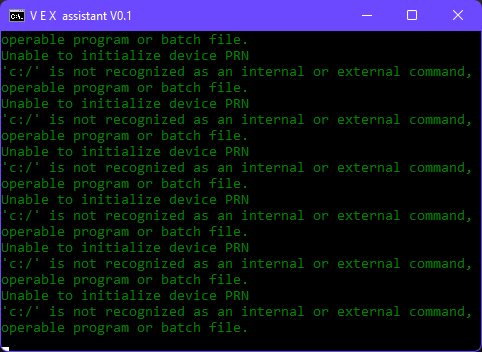 V E X  assistant V0.1
operable program or batch file.
Unable to initialize device PRN
'c:/' is not recognized as an internal or external command,
operable program or batch file.
Unable to initialize device PRN
'c:/' is not recognized as an internal or external command,
operable program or batch file.
Unable to initialize device PRN
'c:/' is not recognized as an internal or external command,
operable program or batch file.
Unable to initialize device PRN
'c:/' is not recognized as an internal or external command,
operable program or batch file.
Unable to initialize device PRN
'c:/' is not recognized as an internal or external command,
operable program or batch file.
Unable to initialize device PRN
'c:/' is not recognized as an internal or external command,
operable program or batch file.